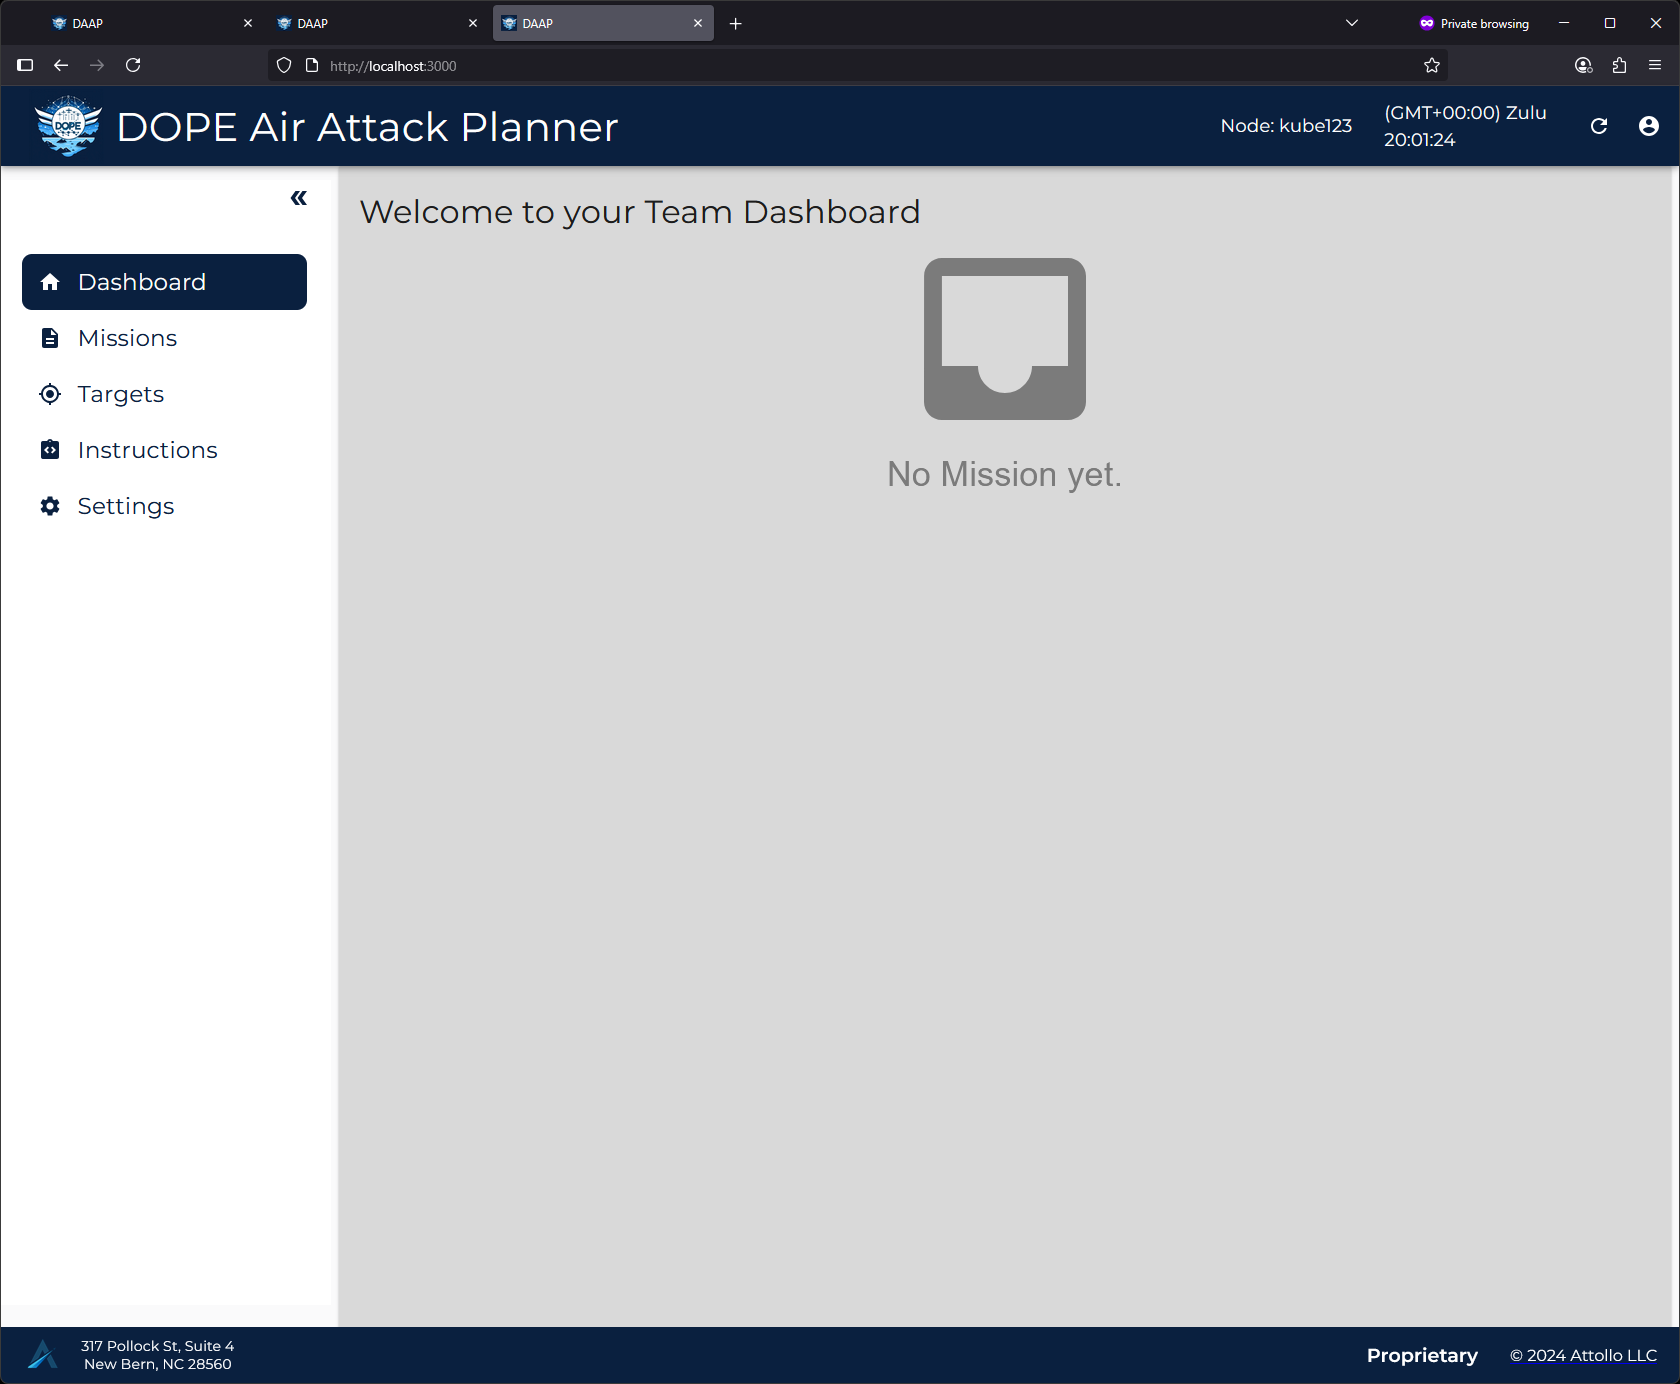 DAAP
DAAP
DAAP
Private browsing
http://localhost:3000
DOPE
DOPE Air Attack Planner
Node: kube123
(GMT+00:00) Zulu
20:01:24
Welcome to your Team Dashboard
Dashboard
Missions
Targets
Instructions
Settings
No Mission yet.
317 Pollock St, Suite 4
New Bern, NC 28560
Proprietary
© 2024 Attollo LLC